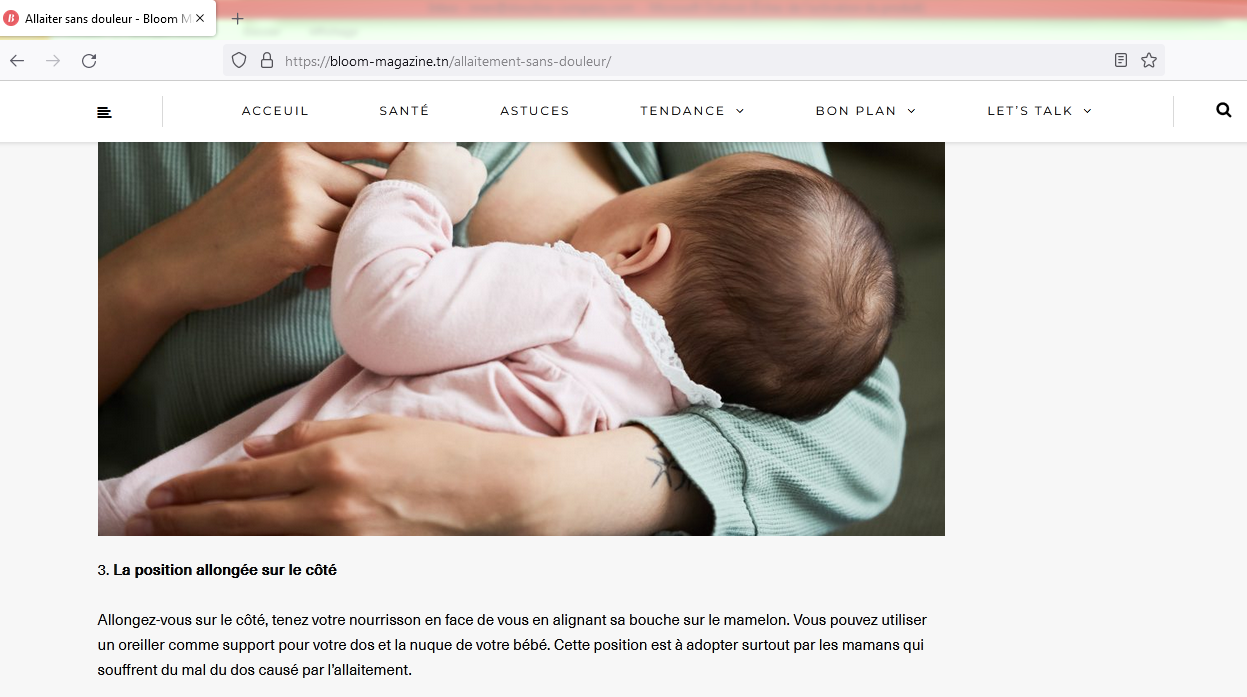 Allaiter sans douleur - Bloom M
https://bloom-magazine.tn/allaitement-sans-douleur/
ACCEUIL SANTÉ ASTUCES TENDANCE BON PLAN LET'S TALK
3. La position allongée sur le côté
Allongez-vous sur le côté, tenez votre nourrisson en face de vous en alignant sa bouche sur le mamelon. Vous pouvez utiliser
un oreiller comme support pour votre dos et la nuque de votre bébé. Cette position est à adopter surtout par les mamans qui
souffrent du mal du dos causé par l'allaitement.